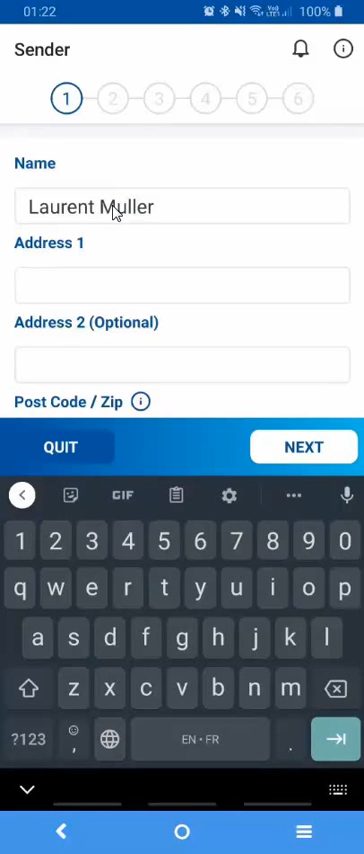 01:22
100%
Sender
1 2 3 4 5 6
Name
Laurent Muller
Address 1
Address 2 (Optional)
Post Code / Zip
QUIT
NEXT
GIF
1 2 3 4 5 6 7 8 9 0
q w e r t y u i o p
a s d f g h j k l
z x c v b n m
?123
,
EN • FR
.